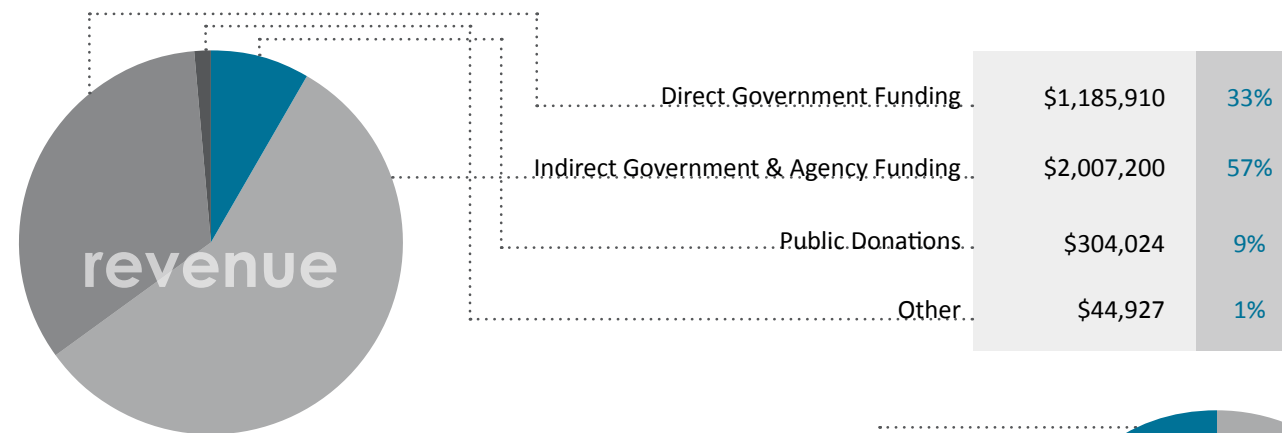 Direct Government Funding $1,185,910 33%
Indirect Government & Agency Funding $2,007,200 57%
revenue
Public Donations $304,024 9%
Other $44,927 1%